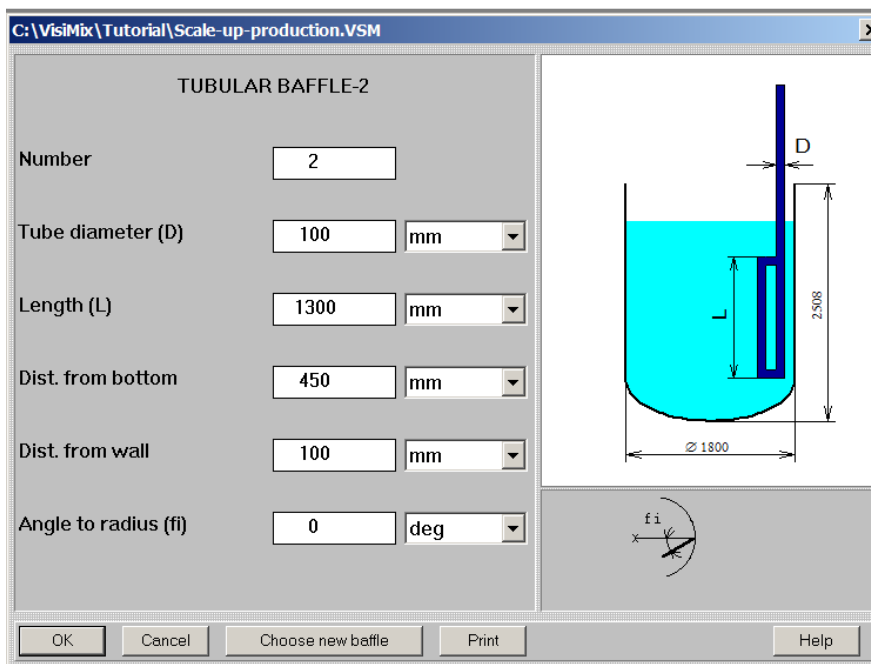 C:\VisiMix\Tutorial\Scale-up-production.VSM
TUBULAR BAFFLE-2
Number 2
Tube diameter (D) 100 mm
Length (L) 1300 mm
Dist. from bottom 450 mm
Dist. from wall 100 mm
Angle to radius (fi) 0 deg
D
L
2508
Ø 1800
fi
OK Cancel Choose new baffle Print Help